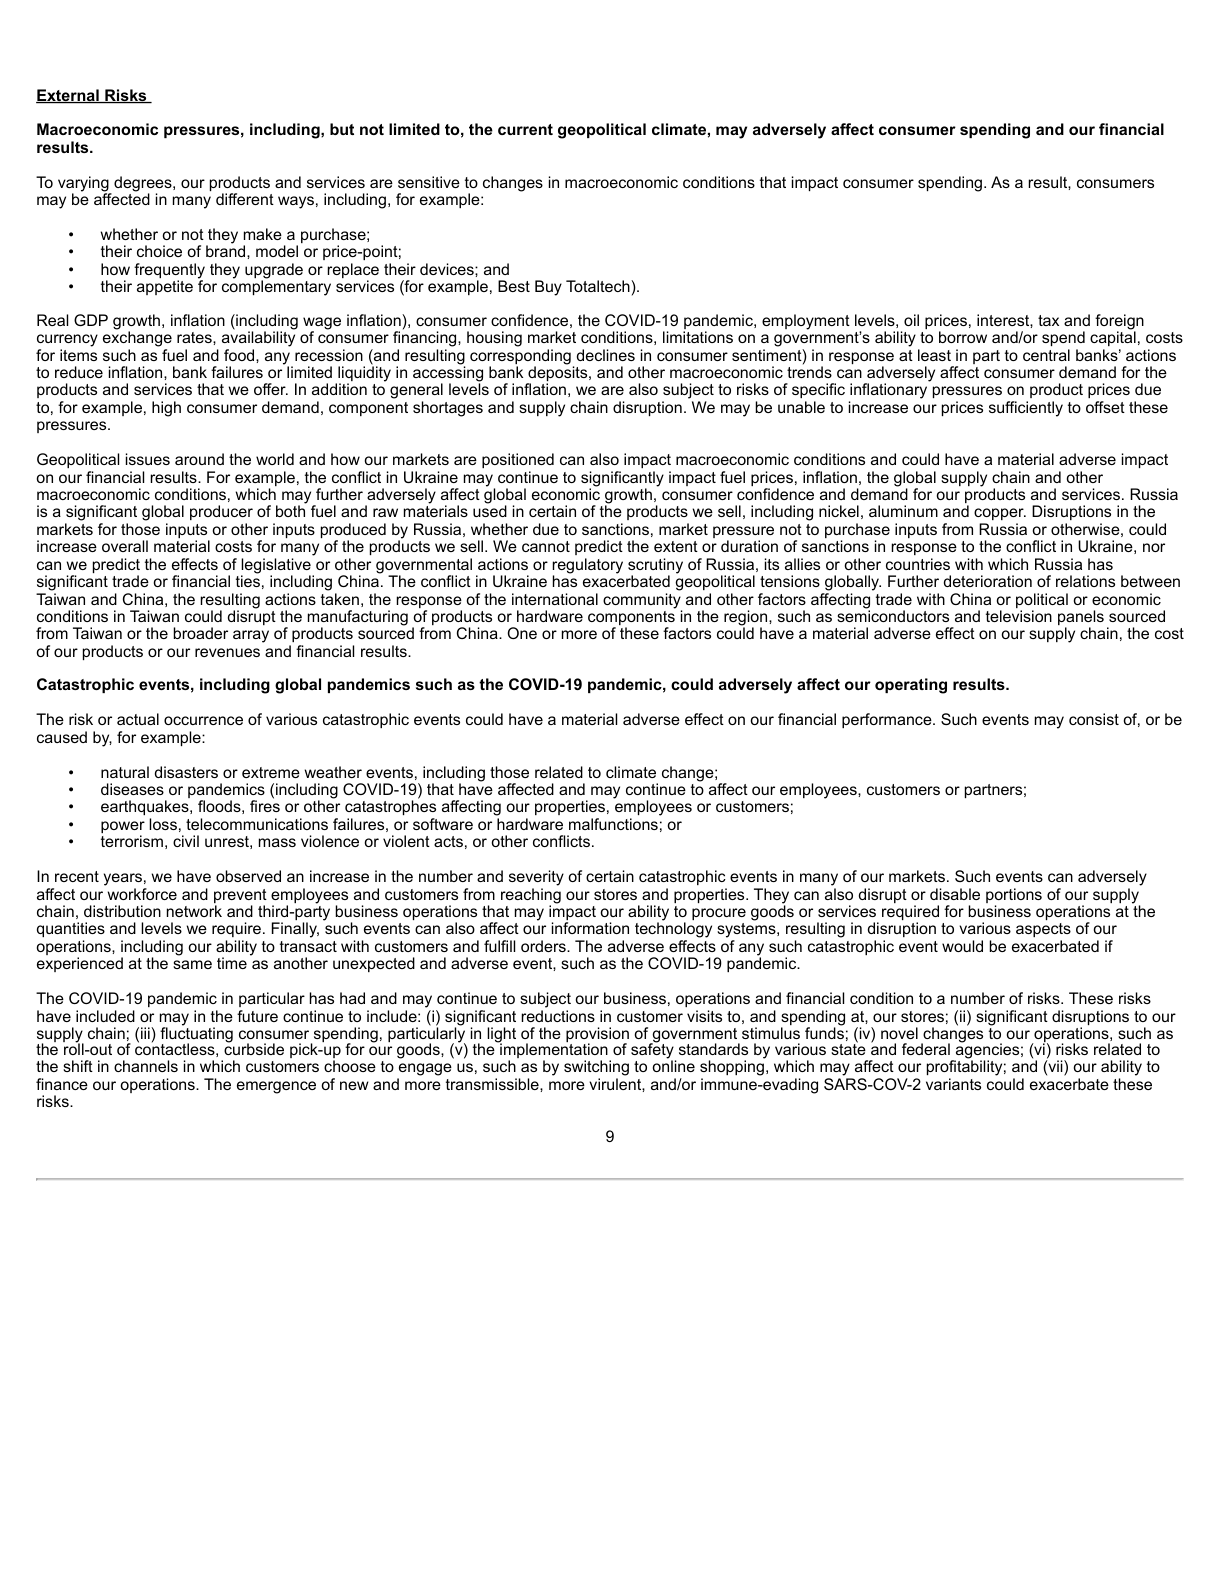 External Risks
Macroeconomic pressures, including, but not limited to, the current geopolitical climate, may adversely affect consumer spending and our financial
results.
To varying degrees, our products and services are sensitive to changes in macroeconomic conditions that impact consumer spending. As a result, consumers
may be affected in many different ways, including, for example:
• whether or not they make a purchase;
• their choice of brand, model or price-point;
• how frequently they upgrade or replace their devices; and
• their appetite for complementary services (for example, Best Buy Totaltech).
Real GDP growth, inflation (including wage inflation), consumer confidence, the COVID-19 pandemic, employment levels, oil prices, interest, tax and foreign
currency exchange rates, availability of consumer financing, housing market conditions, limitations on a government's ability to borrow and/or spend capital, costs
for items such as fuel and food, any recession (and resulting corresponding declines in consumer sentiment) in response at least in part to central banks' actions
to reduce inflation, bank failures or limited liquidity in accessing bank deposits, and other macroeconomic trends can adversely affect consumer demand for the
products and services that we offer. In addition to general levels of inflation, we are also subject to risks of specific inflationary pressures on product prices due
to, for example, high consumer demand, component shortages and supply chain disruption. We may be unable to increase our prices sufficiently to offset these
pressures.
Geopolitical issues around the world and how our markets are positioned can also impact macroeconomic conditions and could have a material adverse impact
on our financial results. For example, the conflict in Ukraine may continue to significantly impact fuel prices, inflation, the global supply chain and other
macroeconomic conditions, which may further adversely affect global economic growth, consumer confidence and demand for our products and services. Russia
is a significant global producer of both fuel and raw materials used in certain of the products we sell, including nickel, aluminum and copper. Disruptions in the
markets for those inputs or other inputs produced by Russia, whether due to sanctions, market pressure not to purchase inputs from Russia or otherwise, could
increase overall material costs for many of the products we sell. We cannot predict the extent or duration of sanctions in response to the conflict in Ukraine, nor
can we predict the effects of legislative or other governmental actions or regulatory scrutiny of Russia, its allies or other countries with which Russia has
significant trade or financial ties, including China. The conflict in Ukraine has exacerbated geopolitical tensions globally. Further deterioration of relations between
Taiwan and China, the resulting actions taken, the response of the international community and other factors affecting trade with China or political or economic
conditions in Taiwan could disrupt the manufacturing of products or hardware components in the region, such as semiconductors and television panels sourced
from Taiwan or the broader array of products sourced from China. One or more of these factors could have a material adverse effect on our supply chain, the cost
of our products or our revenues and financial results.
Catastrophic events, including global pandemics such as the COVID-19 pandemic, could adversely affect our operating results.
The risk or actual occurrence of various catastrophic events could have a material adverse effect on our financial performance. Such events may consist of, or be
caused by, for example:
• natural disasters or extreme weather events, including those related to climate change;
• diseases or pandemics (including COVID-19) that have affected and may continue to affect our employees, customers or partners;
• earthquakes, floods, fires or other catastrophes affecting our properties, employees or customers;
• power loss, telecommunications failures, or software or hardware malfunctions; or
• terrorism, civil unrest, mass violence or violent acts, or other conflicts.
In recent years, we have observed an increase in the number and severity of certain catastrophic events in many of our markets. Such events can adversely
affect our workforce and prevent employees and customers from reaching our stores and properties. They can also disrupt or disable portions of our supply
chain, distribution network and third-party business operations that may impact our ability to procure goods or services required for business operations at the
quantities and levels we require. Finally, such events can also affect our information technology systems, resulting in disruption to various aspects of our
operations, including our ability to transact with customers and fulfill orders. The adverse effects of any such catastrophic event would be exacerbated if
experienced at the same time as another unexpected and adverse event, such as the COVID-19 pandemic.
The COVID-19 pandemic in particular has had and may continue to subject our business, operations and financial condition to a number of risks. These risks
have included or may in the future continue to include: (i) significant reductions in customer visits to, and spending at, our stores; (ii) significant disruptions to our
supply chain; (iii) fluctuating consumer spending, particularly in light of the provision of government stimulus funds; (iv) novel changes to our operations, such as
the roll-out of contactless, curbside pick-up for our goods, (v) the implementation of safety standards by various state and federal agencies; (vi) risks related to
the shift in channels in which customers choose to engage us, such as by switching to online shopping, which may affect our profitability; and (vii) our ability to
finance our operations. The emergence of new and more transmissible, more virulent, and/or immune-evading SARS-COV-2 variants could exacerbate these
risks.
9